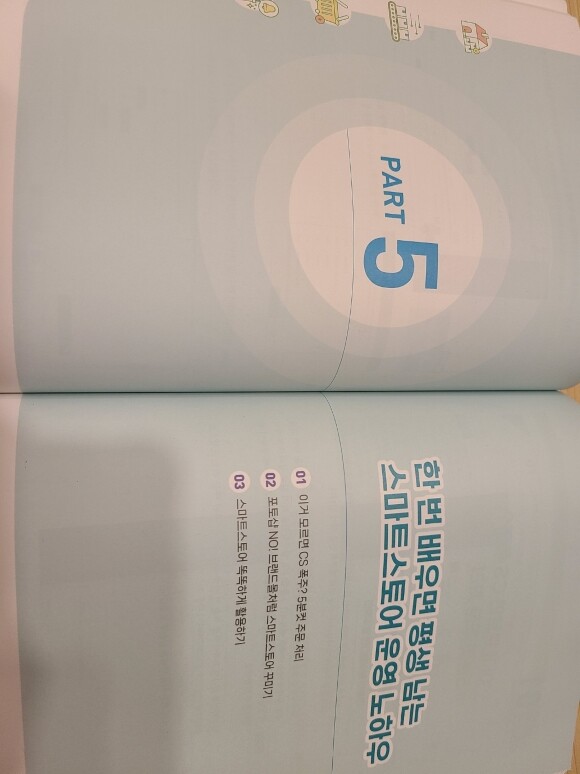 PART
5
한 번 배우면 평생 남는
스마트스토어 운영 노하우
01 이거 모르면 CS 폭주? 5분컷 주문 처리
02 포토샵 NO! 브랜드몰처럼 스마트스토어 꾸미기
03 스마트스토어 똑똑하게 활용하기